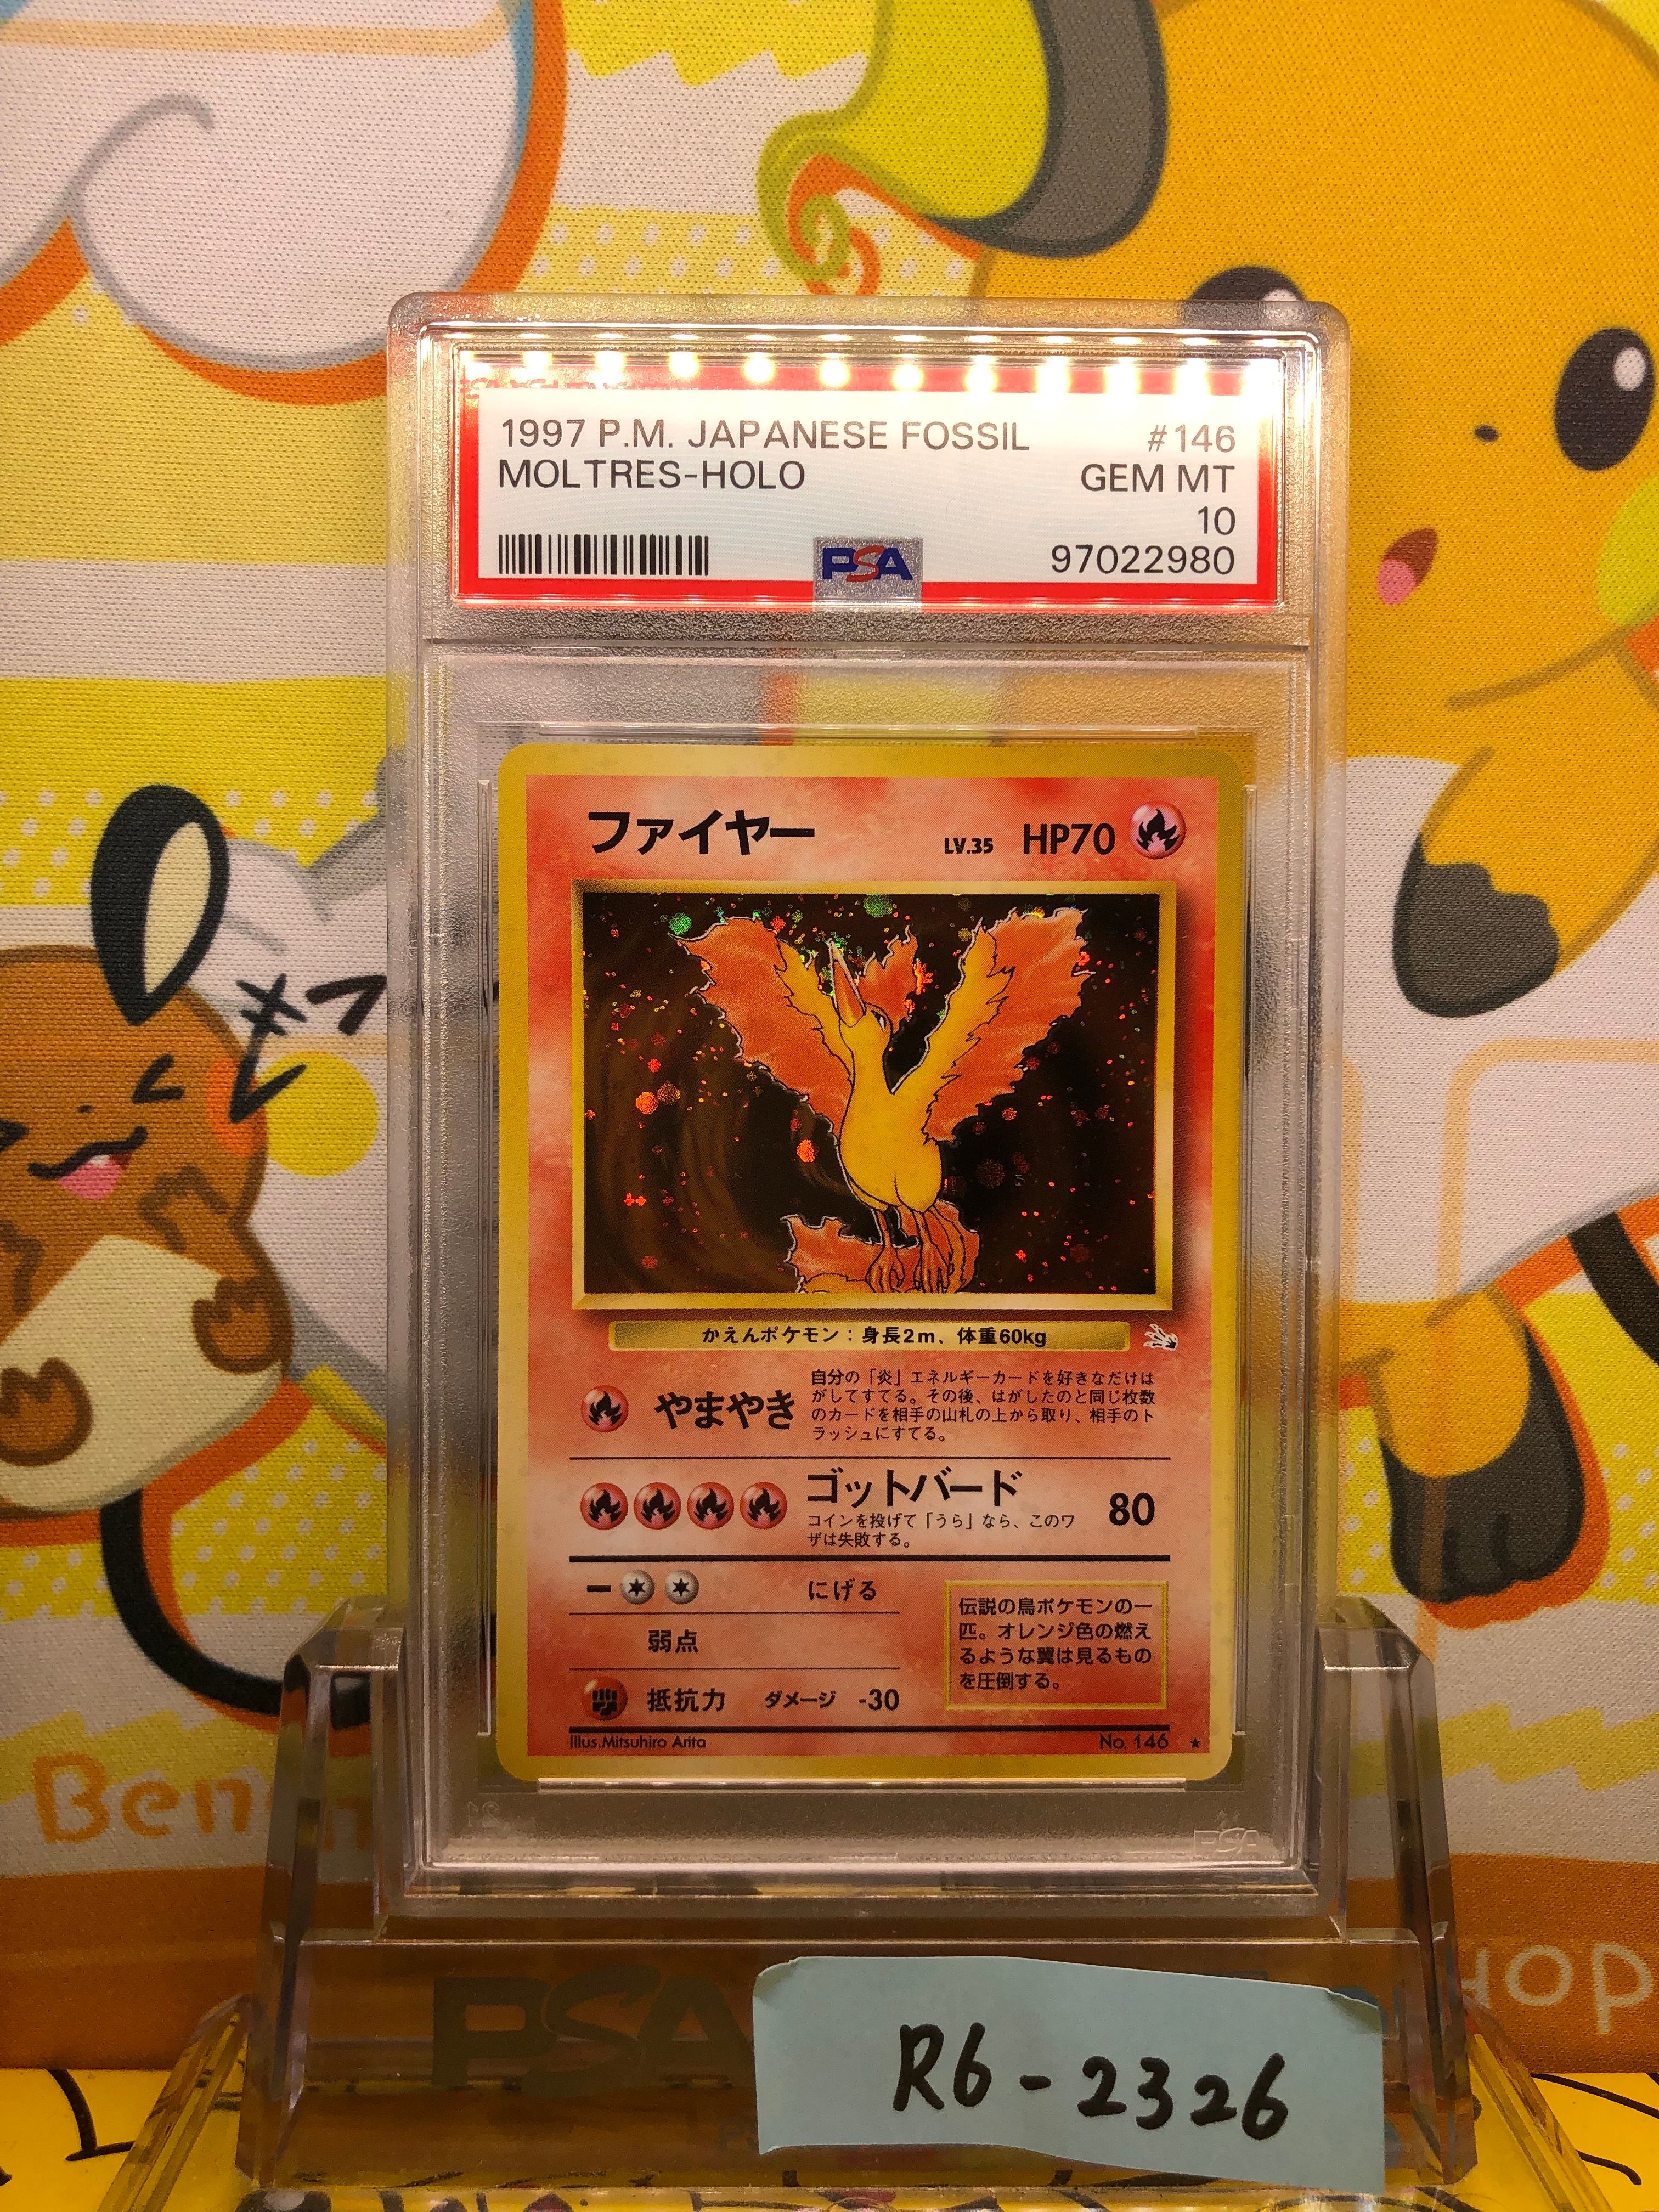 1997 P.M. JAPANESE FOSSIL #146
MOLTRES-HOLO GEM MT
10
PSA 97022980
ファイヤー LV.35 HP70
かえんポケモン：身長2m、体重60kg
やまやき
自分の「炎」エネルギーカードを好きなだけは
がしてすてる。その後、はがしたのと同じ枚数
のカードを相手の山札の上から取り、相手のト
ラッシュにすてる。
ゴットバード 80
コインを投げて「うら」なら、このワ
ザは失敗する。
にげる
弱点
抵抗力 ダメージ -30
伝説の鳥ポケモンの一
匹。オレンジ色の燃え
るような翼は見るもの
を圧倒する。
Illus.Mitsuhiro Arita No. 146 ★
PSA
PSA
R6-2326